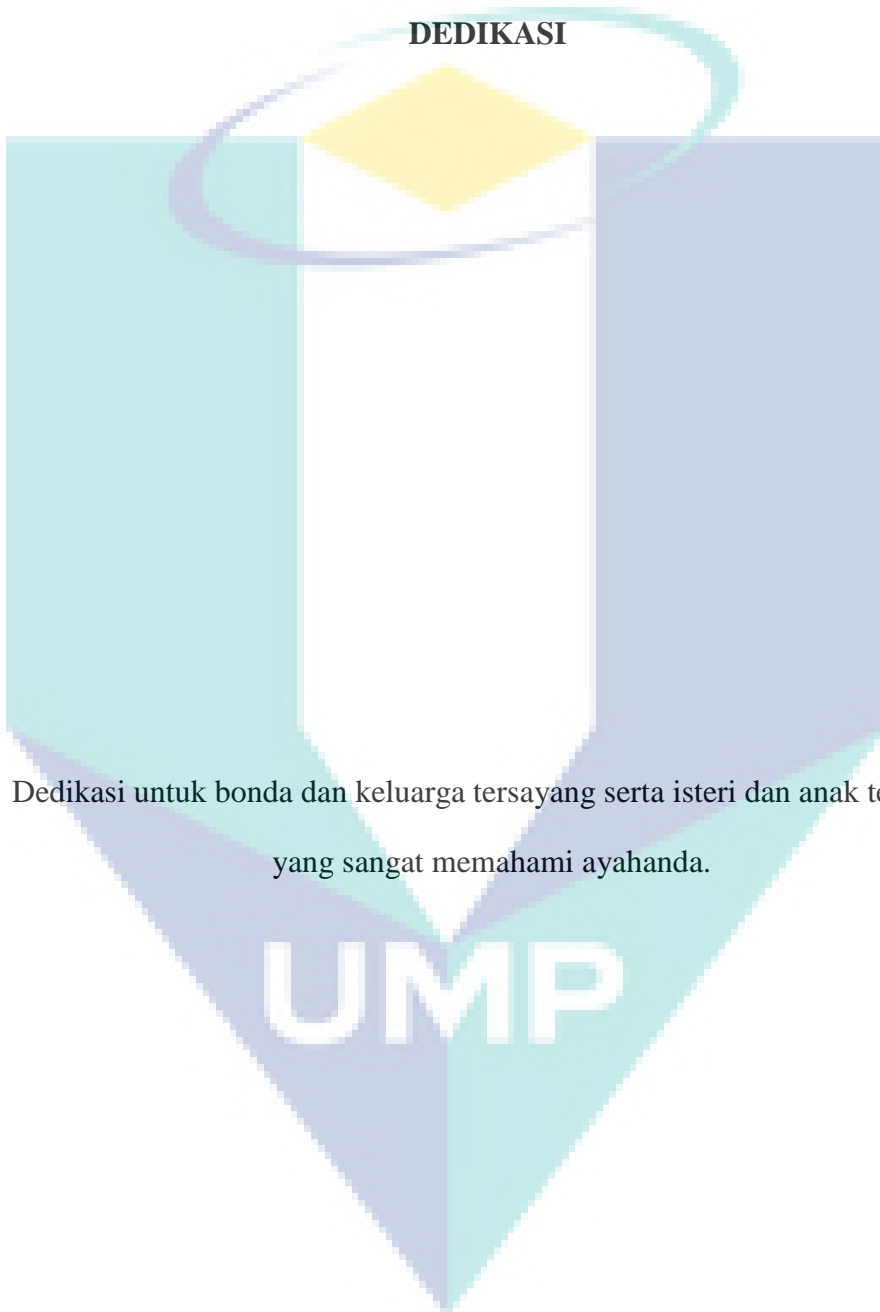 DEDIKASI
Dedikasi untuk bonda dan keluarga tersayang serta isteri dan anak
yang sangat memahami ayahanda.
UMP